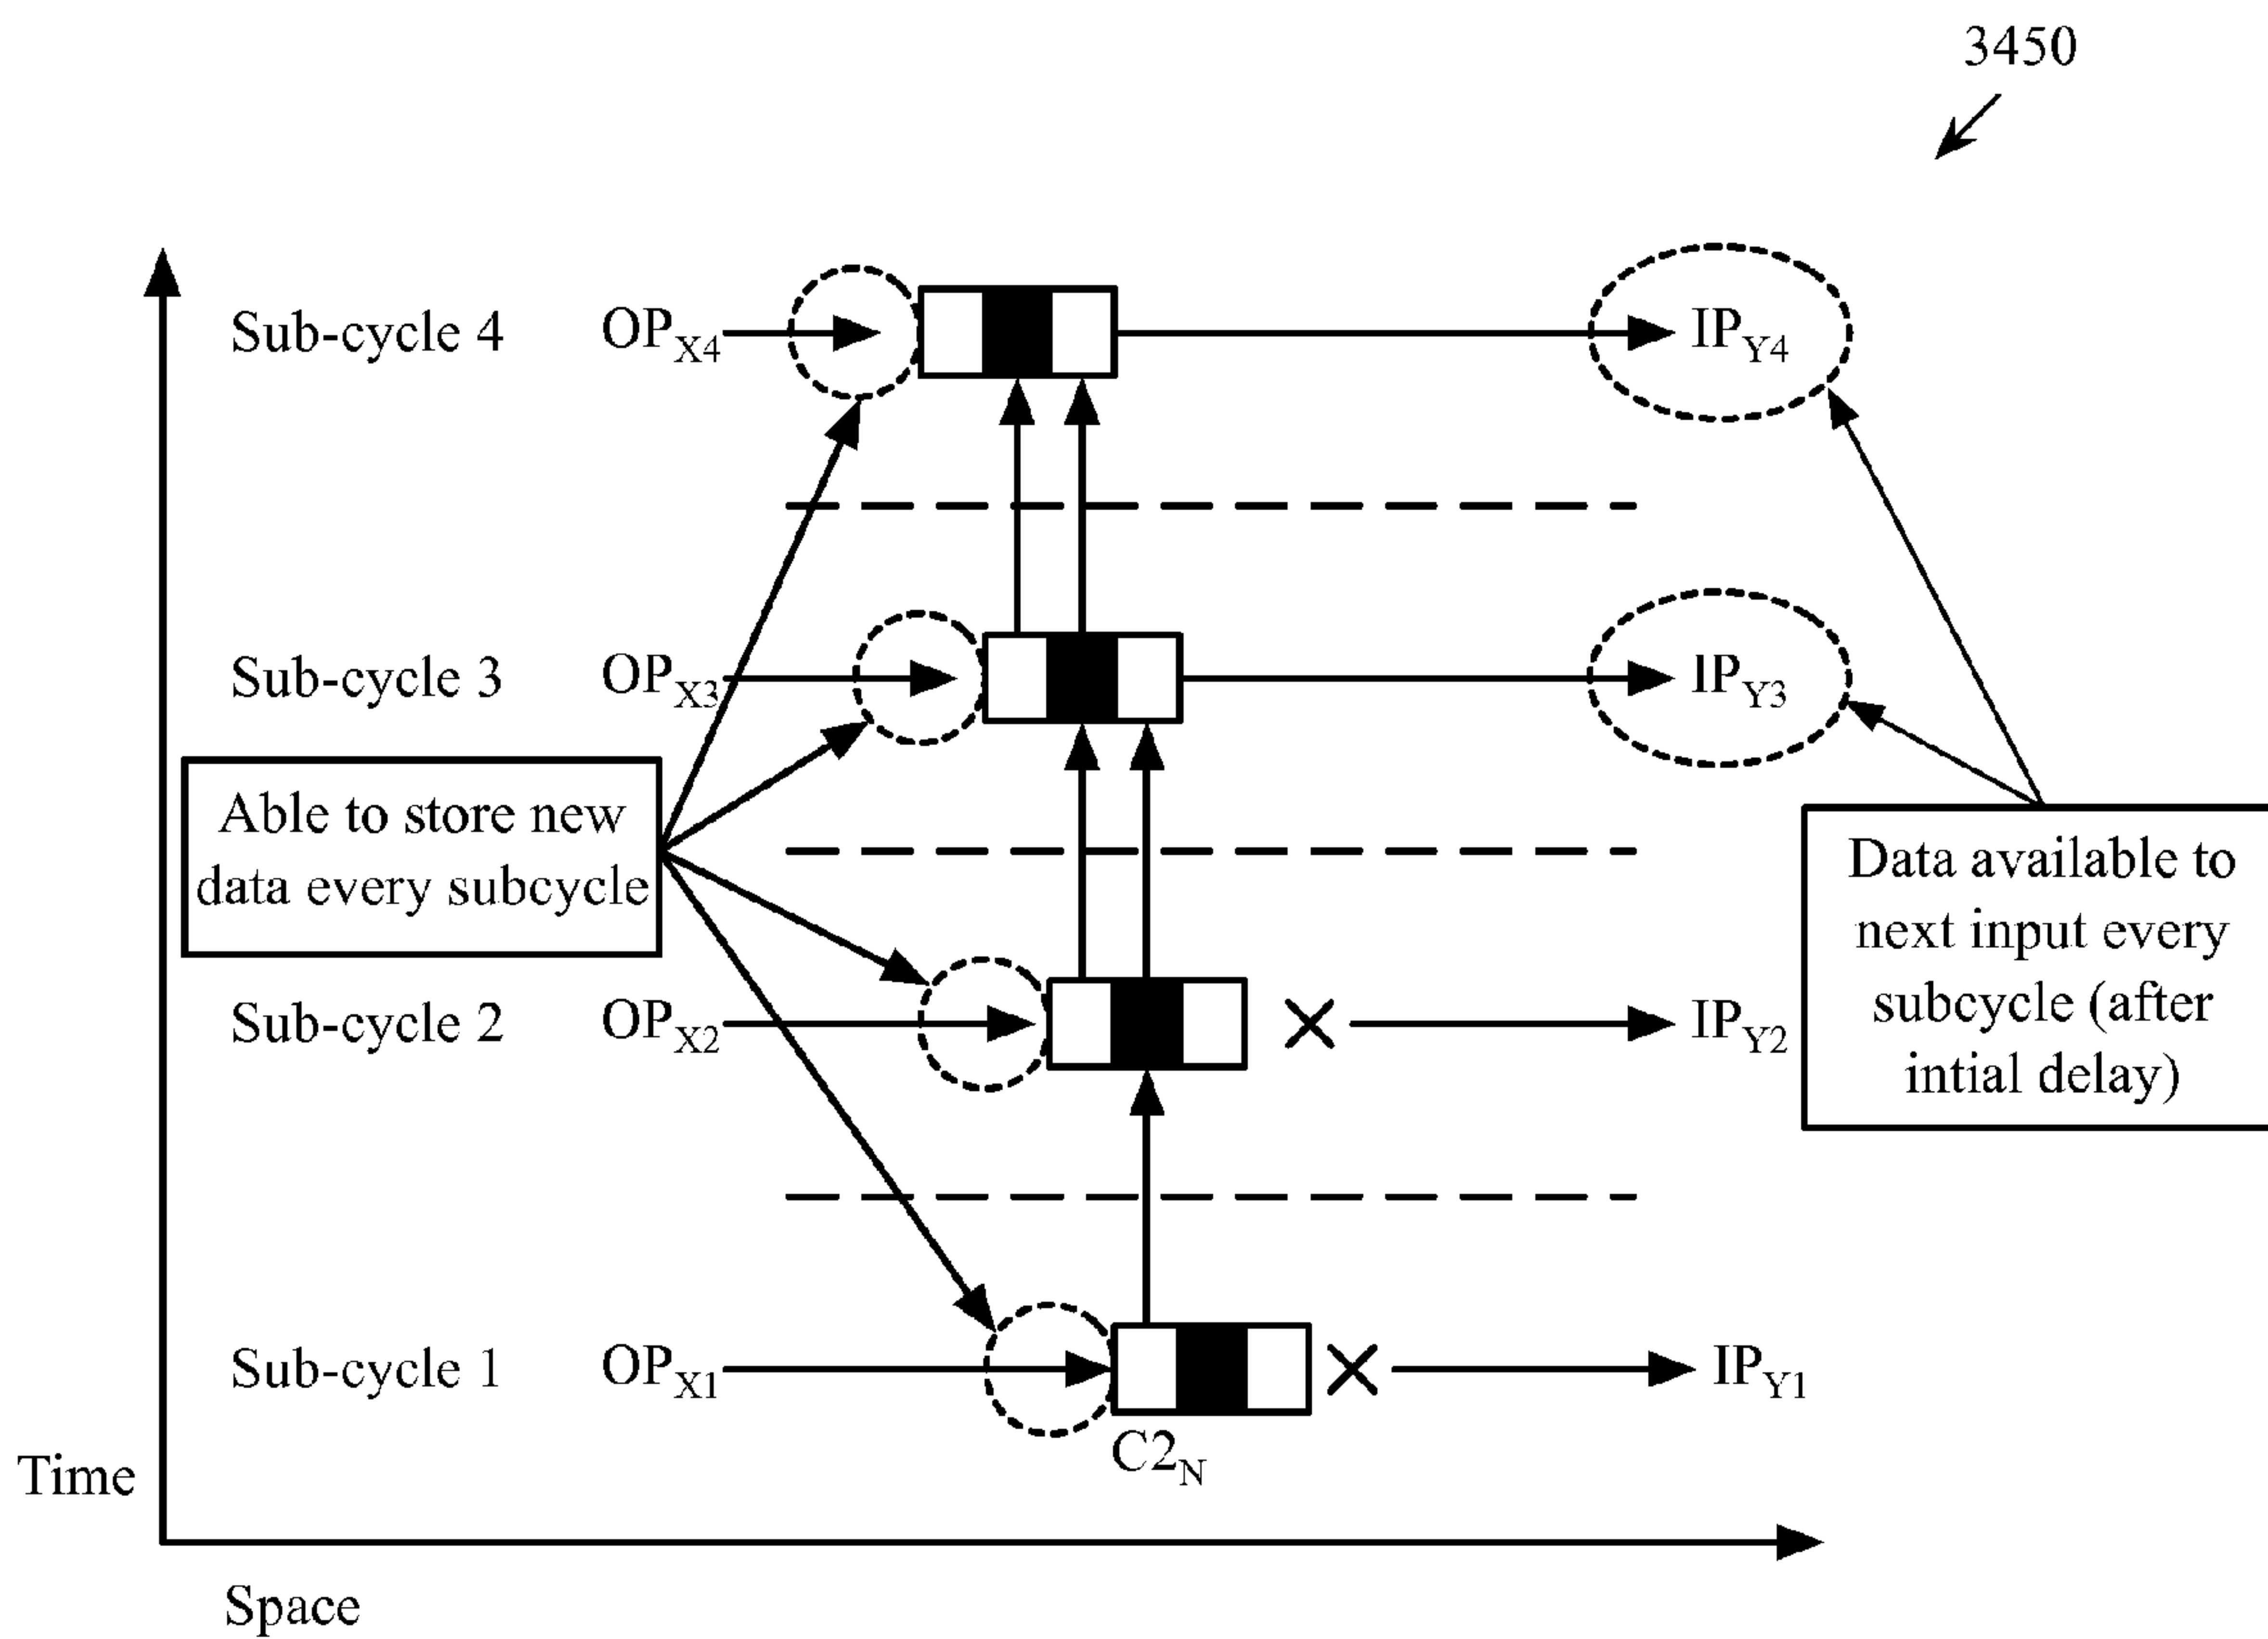 3450
Sub-cycle 4 OPX4 IPY4
Sub-cycle 3 OPX3 IPY3
Able to store new
data every subcycle
Data available to
next input every
subcycle (after
intial delay)
Sub-cycle 2 OPX2 IPY2
Sub-cycle 1 OPX1 IPY1
C2N
Time
Space